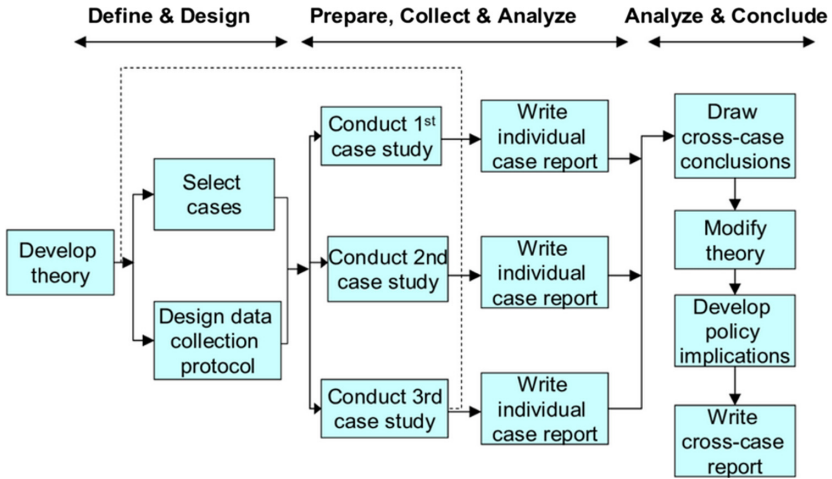 Define & Design
Prepare, Collect & Analyze
Analyze & Conclude
Develop
theory
Select
cases
Design data
collection
protocol
Conduct 1st
case study
Conduct 2nd
case study
Conduct 3rd
case study
Write
individual
case report
Write
individual
case report
Write
individual
case report
Draw
cross-case
conclusions
Modify
theory
Develop
policy
implications
Write
cross-case
report